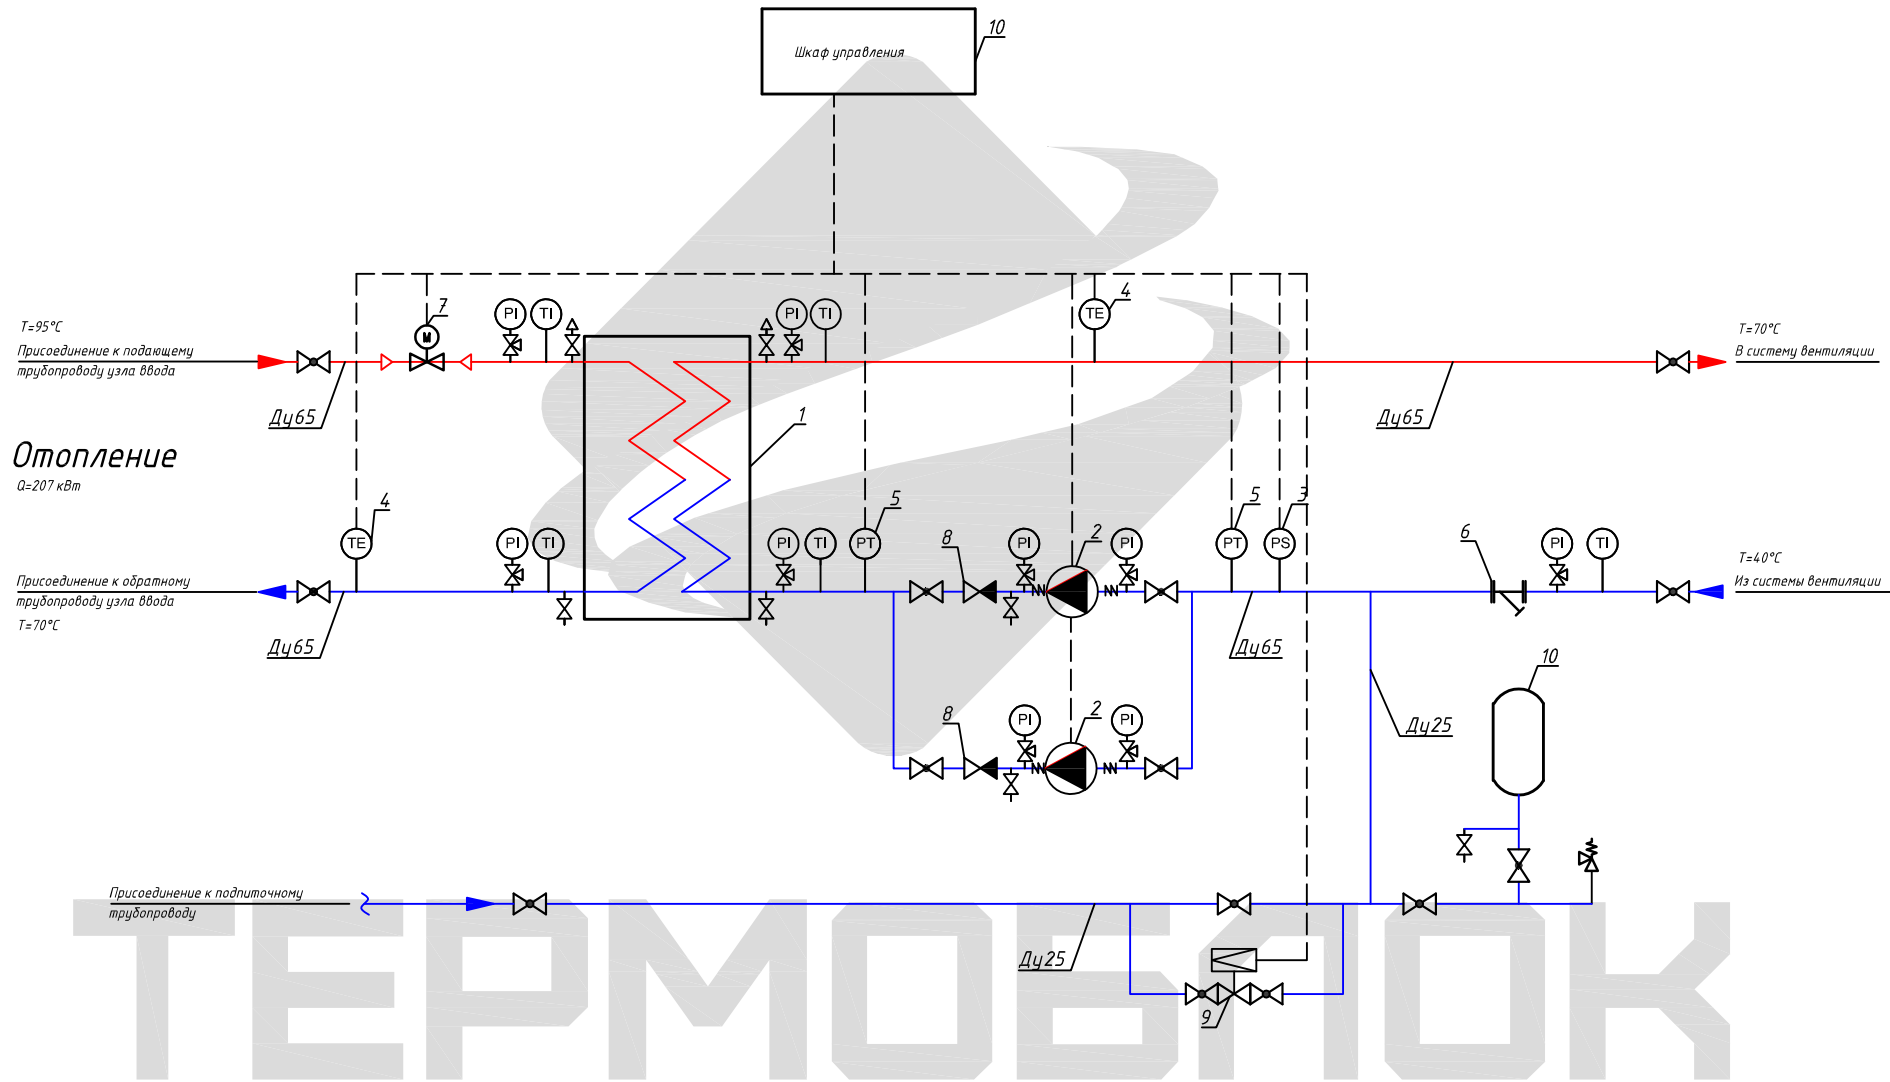 10
Шкаф управления
7
PI
TI
PI
TI
4
TE
M
T=95°C
Присоединение к подающему
трубопроводу узла ввода
T=70°C
В систему вентиляции
Ду65
1
Ду65
Отопление
Q=207 кВт
4
5
5
3
TE
PI
TI
PI
TI
PT
8
PI
2
PI
PT
PS
6
PI
TI
T=40°C
Присоединение к обратному
трубопроводу узла ввода
T=70°C
Из системы вентиляции
Ду65
Ду65
10
8
PI
2
PI
Ду25
Присоединение к подпиточному
трубопроводу
Ду25
9
ТЕРМОБЛОК